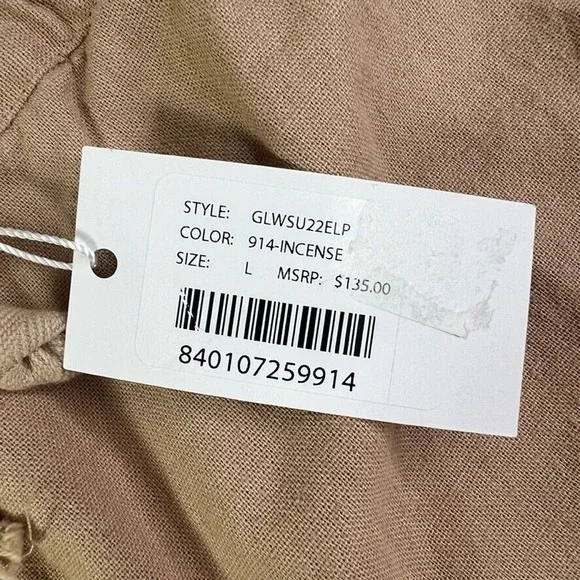 STYLE: GLWSU22ELP
COLOR: 914-INCENSE
SIZE: L MSRP: $135.00
840107259914